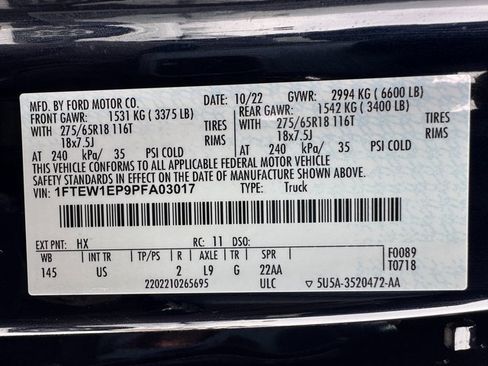 MFD. BY FORD MOTOR CO. 10/22 GVWR: 2994 KG ( 6600 LB)
FRONT GAWR: 1531 KG ( 3375 LB) REAR GAWR: 1542 KG ( 3400 LB)
WITH 275/65R18 116T TIRES WITH 275/65R18 116T TIRES
18x7.5J RIMS 18x7.5J RIMS
AT 240 kPa/ 35 PSI COLD AT 240 kPa/ 35 PSI COLD
THIS VEHICLE CONFORMS TO ALL APPLICABLE FEDERAL MOTOR VEHICLE
SAFETY STANDARDS IN EFFECT ON THE DATE OF MANUFACTURE SHOWN ABOVE.
VIN: 1FTEW1EP9PFA03017 TYPE: Truck
EXT PNT: HX RC: 11 DSO: F0089
WB INT TR TP/PS R AXLE TR SPR T0718
145 US 2 L9 G 22AA
2202210265695 ULC 5U5A-3520472-AA